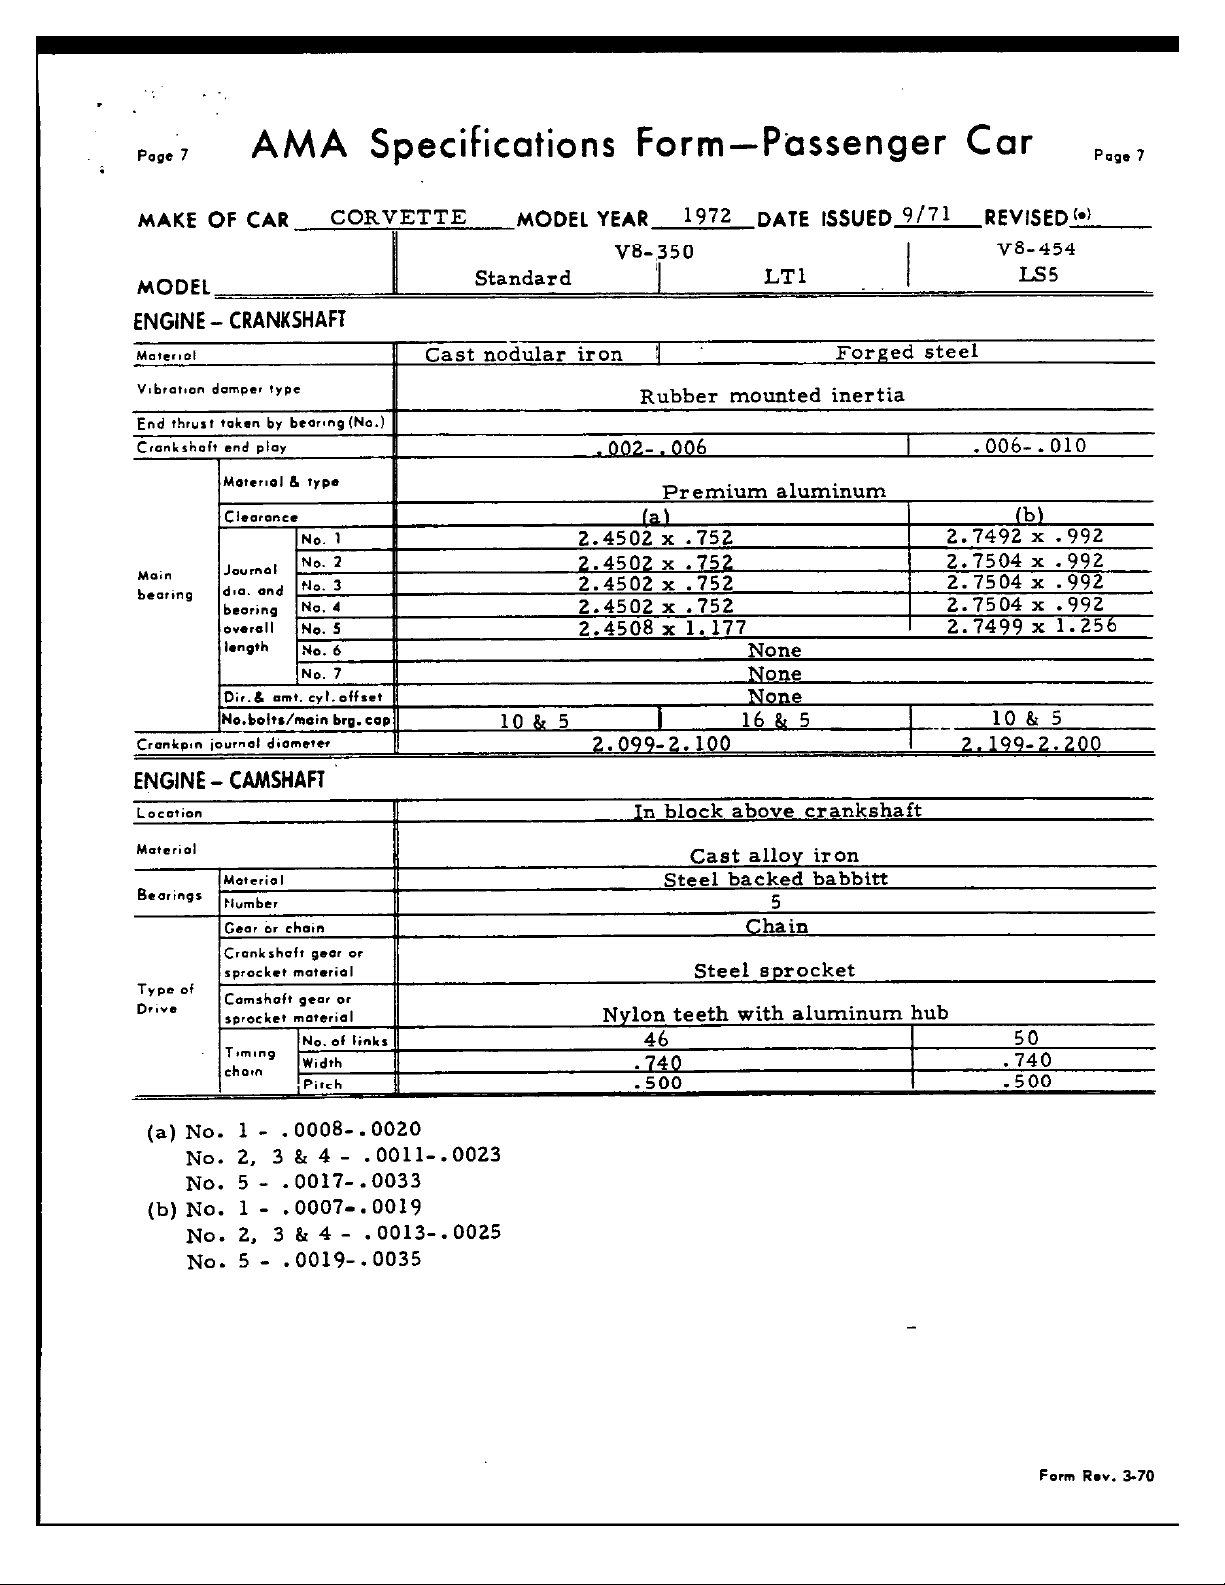 Page 7 AMA Specifications Form—Passenger Car Page 7
MAKE OF CAR CORVETTE MODEL YEAR 1972 DATE ISSUED 9/71 REVISED (•)
V8-350 V8-454
MODEL Standard LT1 LS5
ENGINE – CRANKSHAFT
Material Cast nodular iron Forged steel
Vibration damper type Rubber mounted inertia
End thrust taken by bearing (No.)
Crankshaft end play .002-.006 .006-.010
Main bearing
Material & type Premium aluminum
Clearance (a) (b)
Journal dia. and bearing overall length
No. 1 2.4502 x .752 2.7492 x .992
No. 2 2.4502 x .752 2.7504 x .992
No. 3 2.4502 x .752 2.7504 x .992
No. 4 2.4502 x .752 2.7504 x .992
No. 5 2.4508 x 1.177 2.7499 x 1.256
No. 6 None
No. 7 None
Dir. & amt. cyl. offset None
No. bolts/main brg. cap 10 & 5 16 & 5 10 & 5
Crankpin journal diameter 2.099-2.100 2.199-2.200
ENGINE – CAMSHAFT
Location In block above crankshaft
Material Cast alloy iron
Bearings
Material Steel backed babbitt
Number 5
Type of Drive
Gear or chain Chain
Crankshaft gear or sprocket material Steel sprocket
Camshaft gear or sprocket material Nylon teeth with aluminum hub
Timing chain
No. of links 46 50
Width .740 .740
Pitch .500 .500
(a) No. 1 - .0008-.0020
No. 2, 3 & 4 - .0011-.0023
No. 5 - .0017-.0033
(b) No. 1 - .0007-.0019
No. 2, 3 & 4 - .0013-.0025
No. 5 - .0019-.0035
Form Rev. 3-70